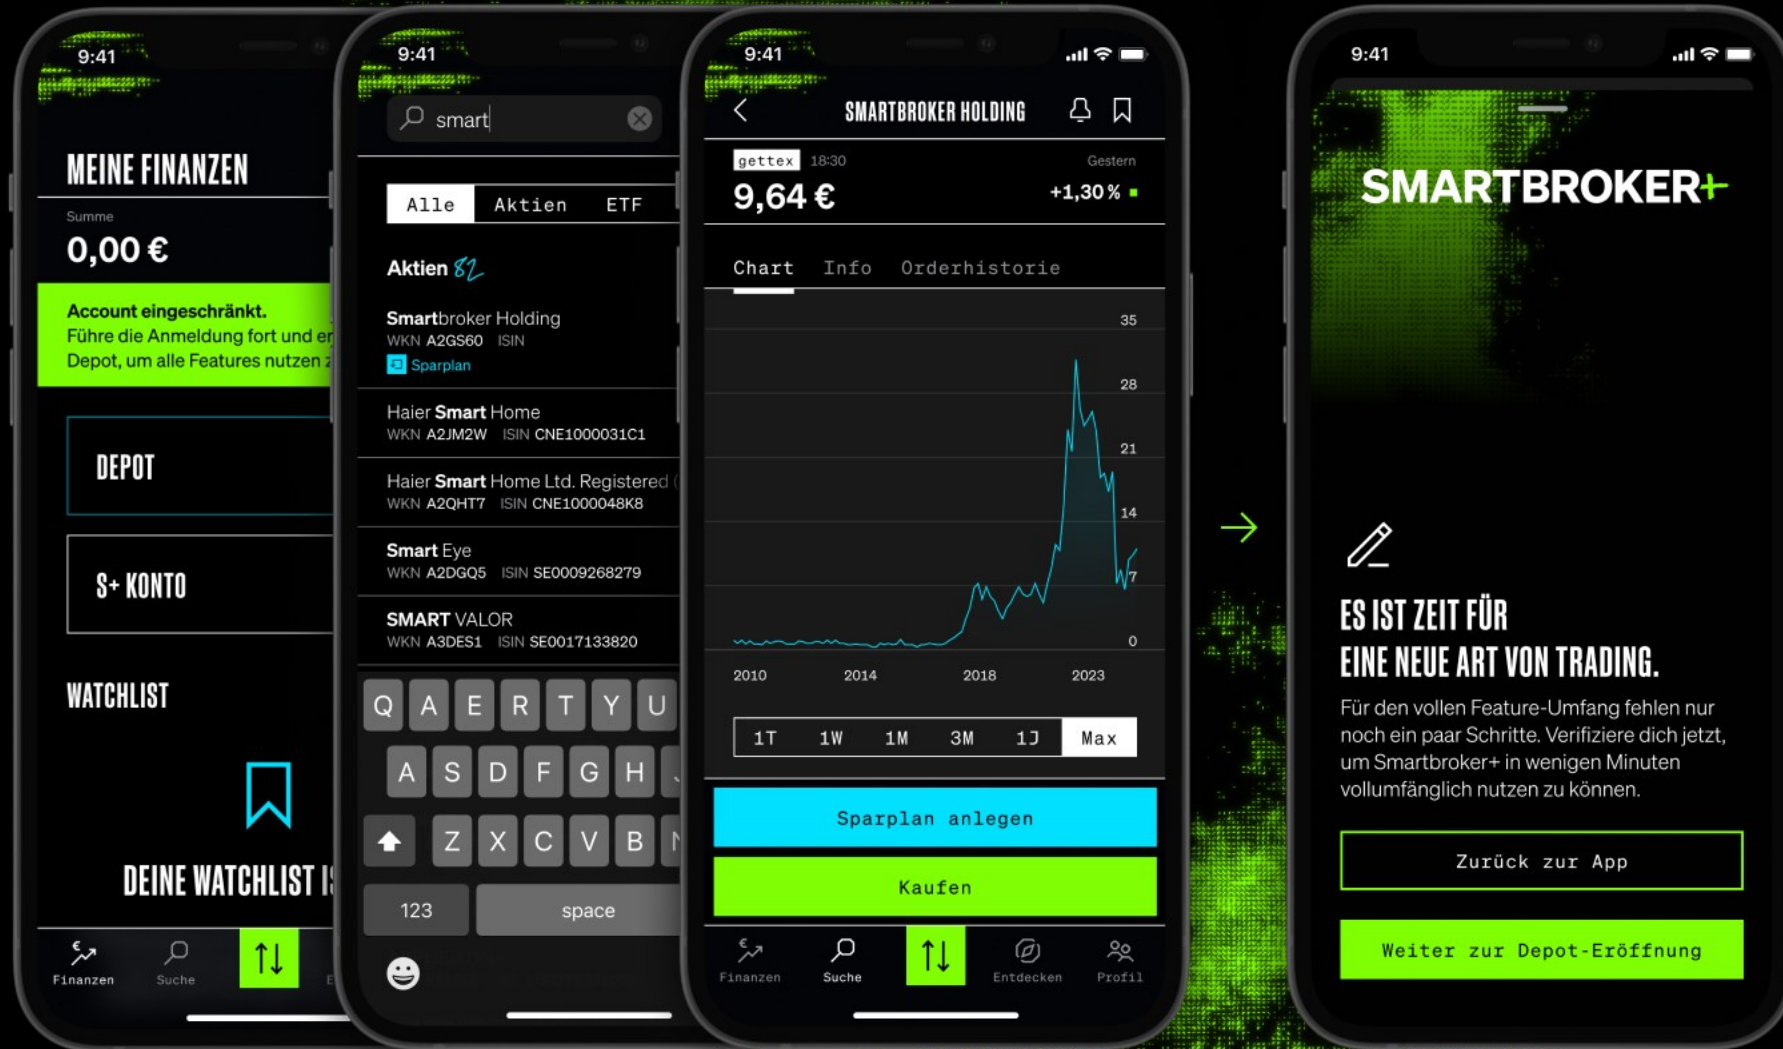 9:41
MEINE FINANZEN
Summe
0,00 €
Account eingeschränkt.
Führe die Anmeldung fort und er
Depot, um alle Features nutzen z
DEPOT
S+ KONTO
WATCHLIST
DEINE WATCHLIST IS
Finanzen
Suche
E
9:41
smart
Alle Aktien ETF
Aktien 82
Smartbroker Holding
WKN A2GS60 ISIN
Sparplan
Haier Smart Home
WKN A2JM2W ISIN CNE1000031C1
Haier Smart Home Ltd. Registered (
WKN A2QHT7 ISIN CNE1000048K8
Smart Eye
WKN A2DGQ5 ISIN SE0009268279
SMART VALOR
WKN A3DES1 ISIN SE0017133820
Q A E R T Y U
A S D F G H J
Z X C V B N
123 space
9:41
SMARTBROKER HOLDING
gettex 18:30 Gestern
9,64 € +1,30 %
Chart Info Orderhistorie
35
28
21
14
7
0
2010 2014 2018 2023
1T 1W 1M 3M 1J Max
Sparplan anlegen
Kaufen
Finanzen Suche Entdecken Profil
9:41
SMARTBROKER+
ES IST ZEIT FÜR
EINE NEUE ART VON TRADING.
Für den vollen Feature-Umfang fehlen nur
noch ein paar Schritte. Verifiziere dich jetzt,
um Smartbroker+ in wenigen Minuten
vollumfänglich nutzen zu können.
Zurück zur App
Weiter zur Depot-Eröffnung